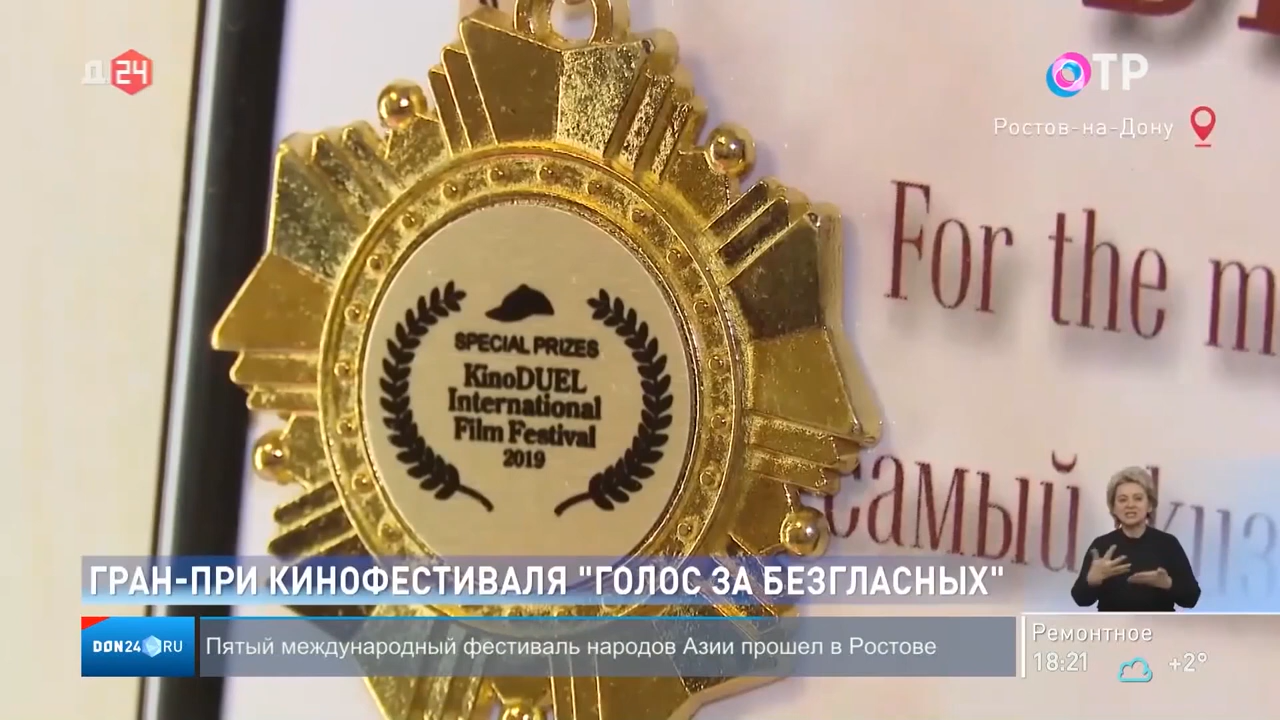 Д 24
ОТР
Ростов-на-Дону
For the m
самый
SPECIAL PRIZES
KinoDUEL
International
Film Festival
2019
ГРАН-ПРИ КИНОФЕСТИВАЛЯ "ГОЛОС ЗА БЕЗГЛАСНЫХ"
DON24.RU
Пятый международный фестиваль народов Азии прошел в Ростове
Ремонтное
18:21 +2°